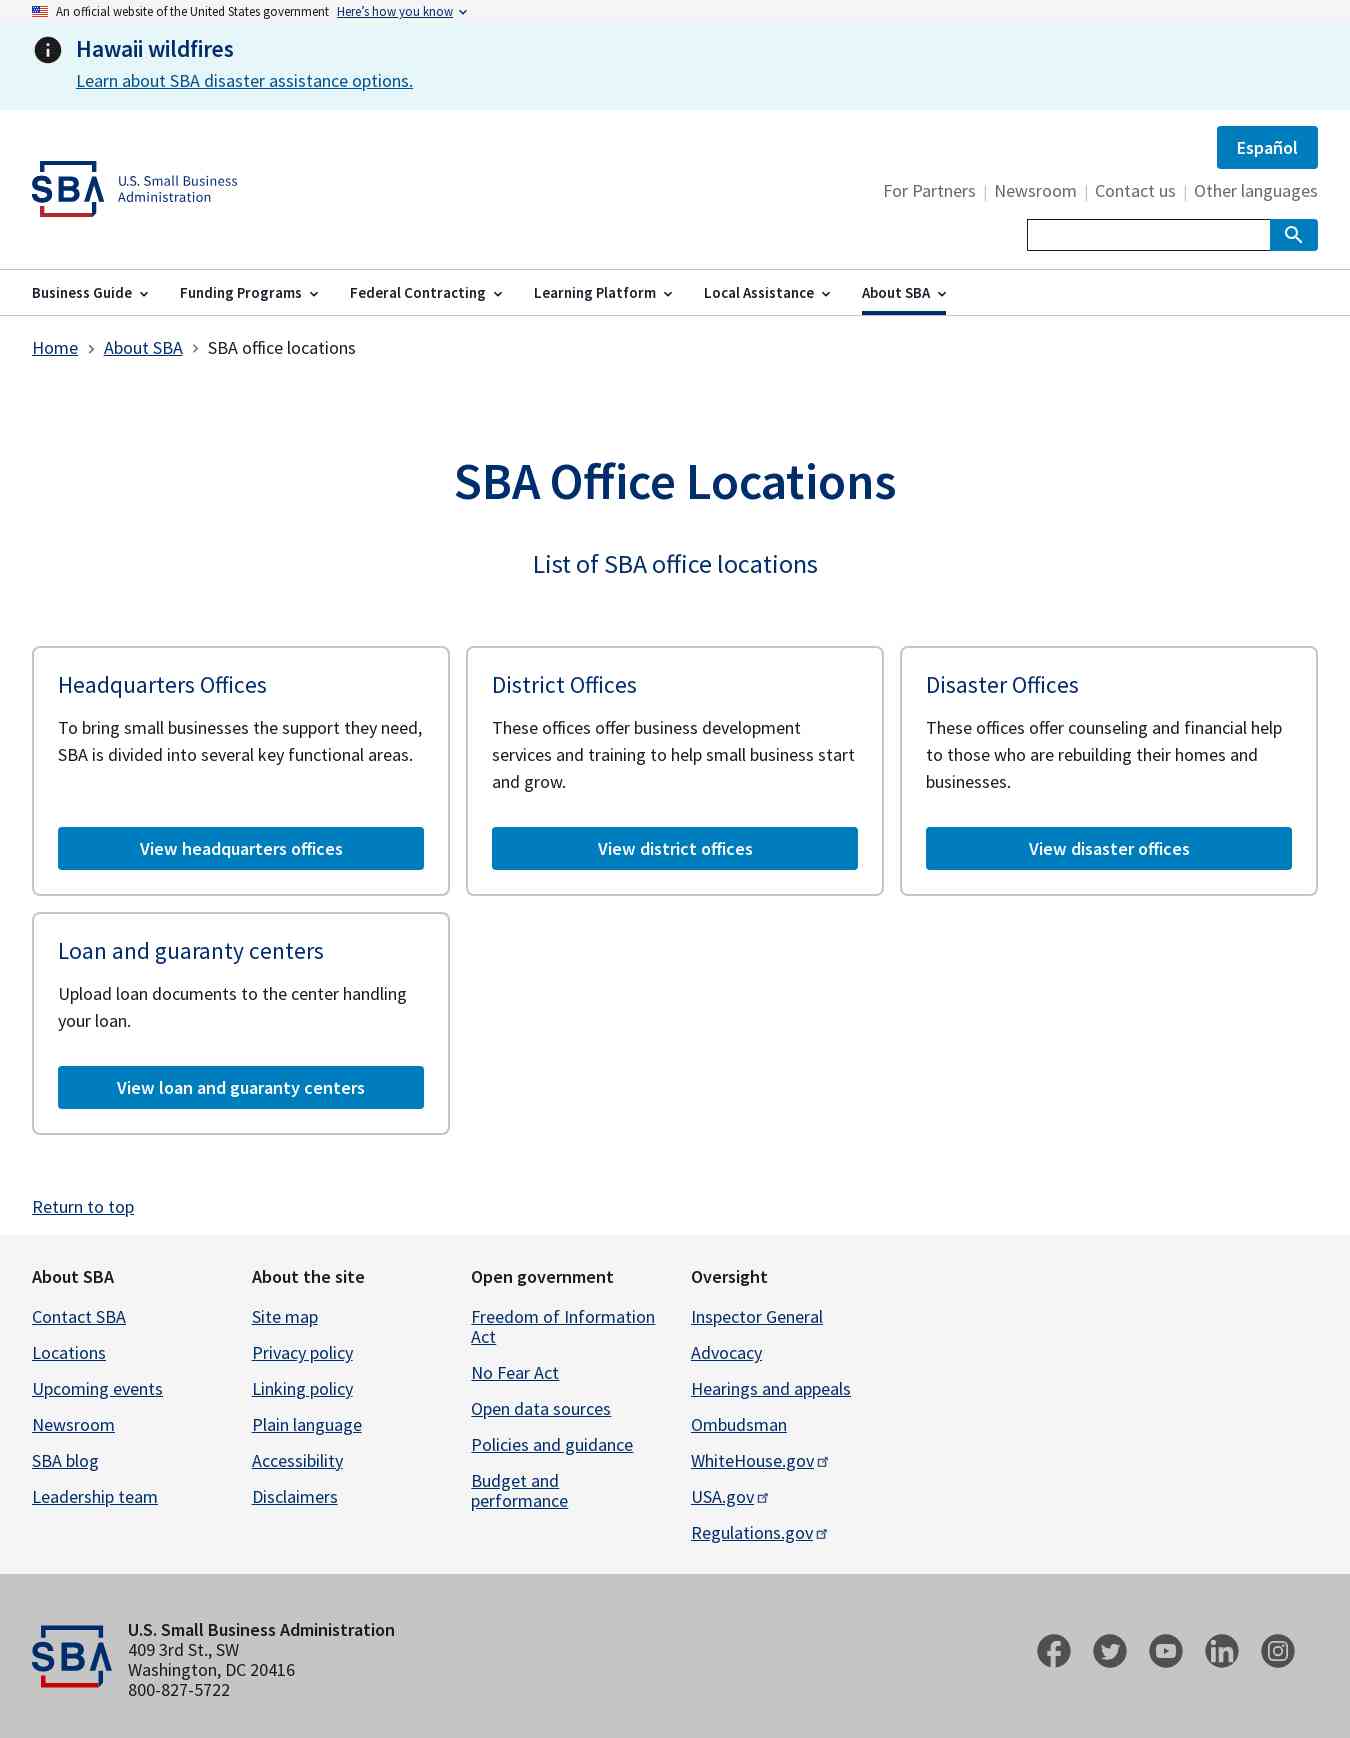 An official website of the United States government Here's how you know
Hawaii wildfires
Learn about SBA disaster assistance options.
Español
SBA U.S. Small Business
Administration
For Partners | Newsroom | Contact us | Other languages
Business Guide Funding Programs Federal Contracting Learning Platform Local Assistance About SBA
Home > About SBA > SBA office locations
SBA Office Locations
List of SBA office locations
Headquarters Offices
To bring small businesses the support they need,
SBA is divided into several key functional areas.
View headquarters offices
District Offices
These offices offer business development
services and training to help small business start
and grow.
View district offices
Disaster Offices
These offices offer counseling and financial help
to those who are rebuilding their homes and
businesses.
View disaster offices
Loan and guaranty centers
Upload loan documents to the center handling
your loan.
View loan and guaranty centers
Return to top
About SBA
Contact SBA
Locations
Upcoming events
Newsroom
SBA blog
Leadership team
About the site
Site map
Privacy policy
Linking policy
Plain language
Accessibility
Disclaimers
Open government
Freedom of Information
Act
No Fear Act
Open data sources
Policies and guidance
Budget and
performance
Oversight
Inspector General
Advocacy
Hearings and appeals
Ombudsman
WhiteHouse.gov
USA.gov
Regulations.gov
SBA
U.S. Small Business Administration
409 3rd St., SW
Washington, DC 20416
800-827-5722